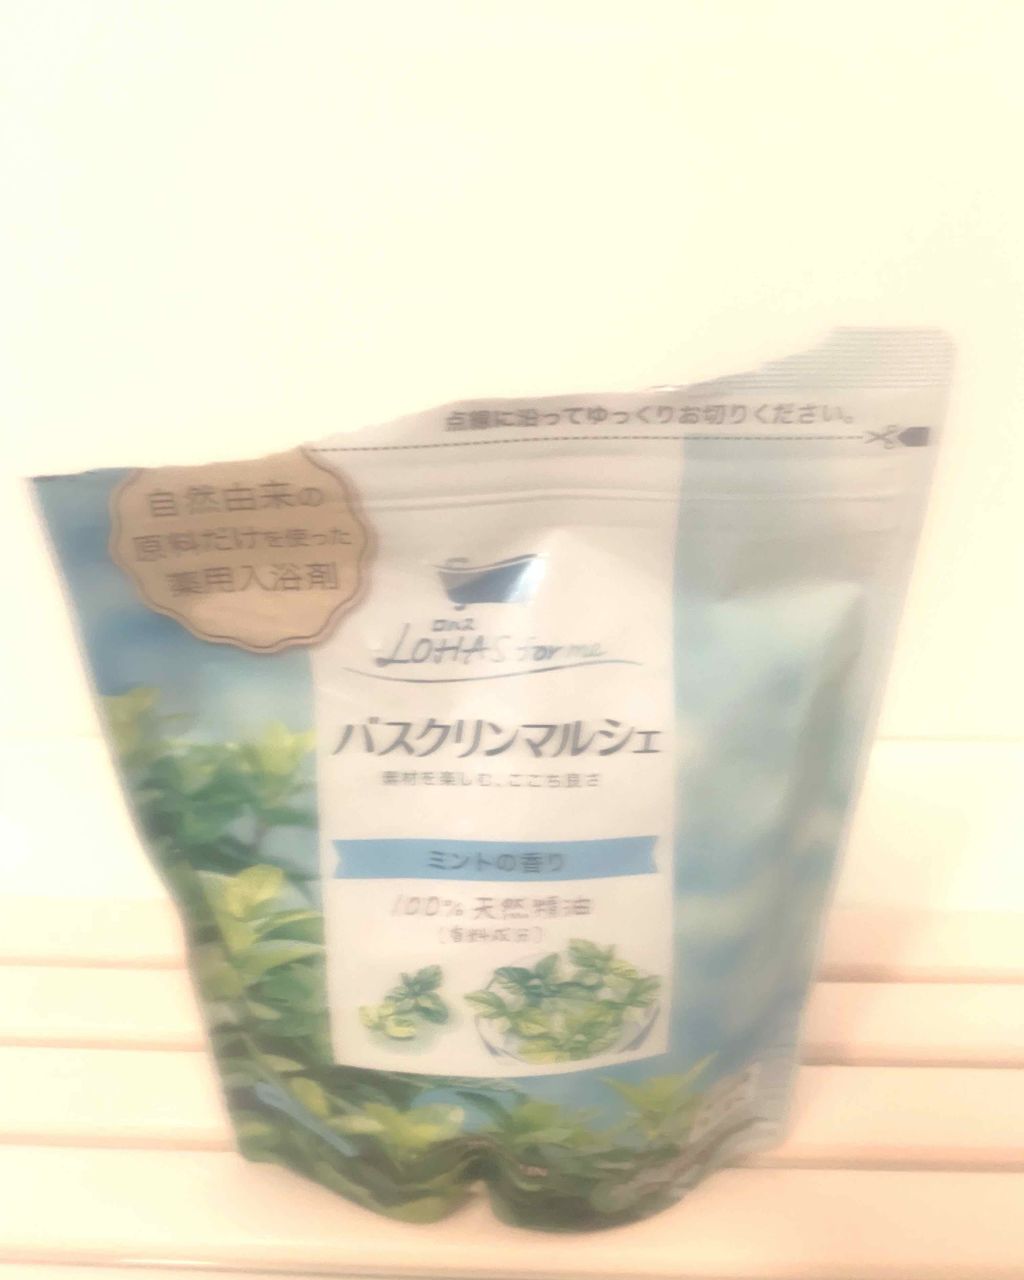 点線に沿ってゆっくりお切りください。
自然由来の
原料だけを使った
薬用入浴剤
ロハス
LOHAS for me
バスクリンマルシェ
素材を楽しむ、ここち良さ
ミントの香り
100% 天然精油
(香料成分)